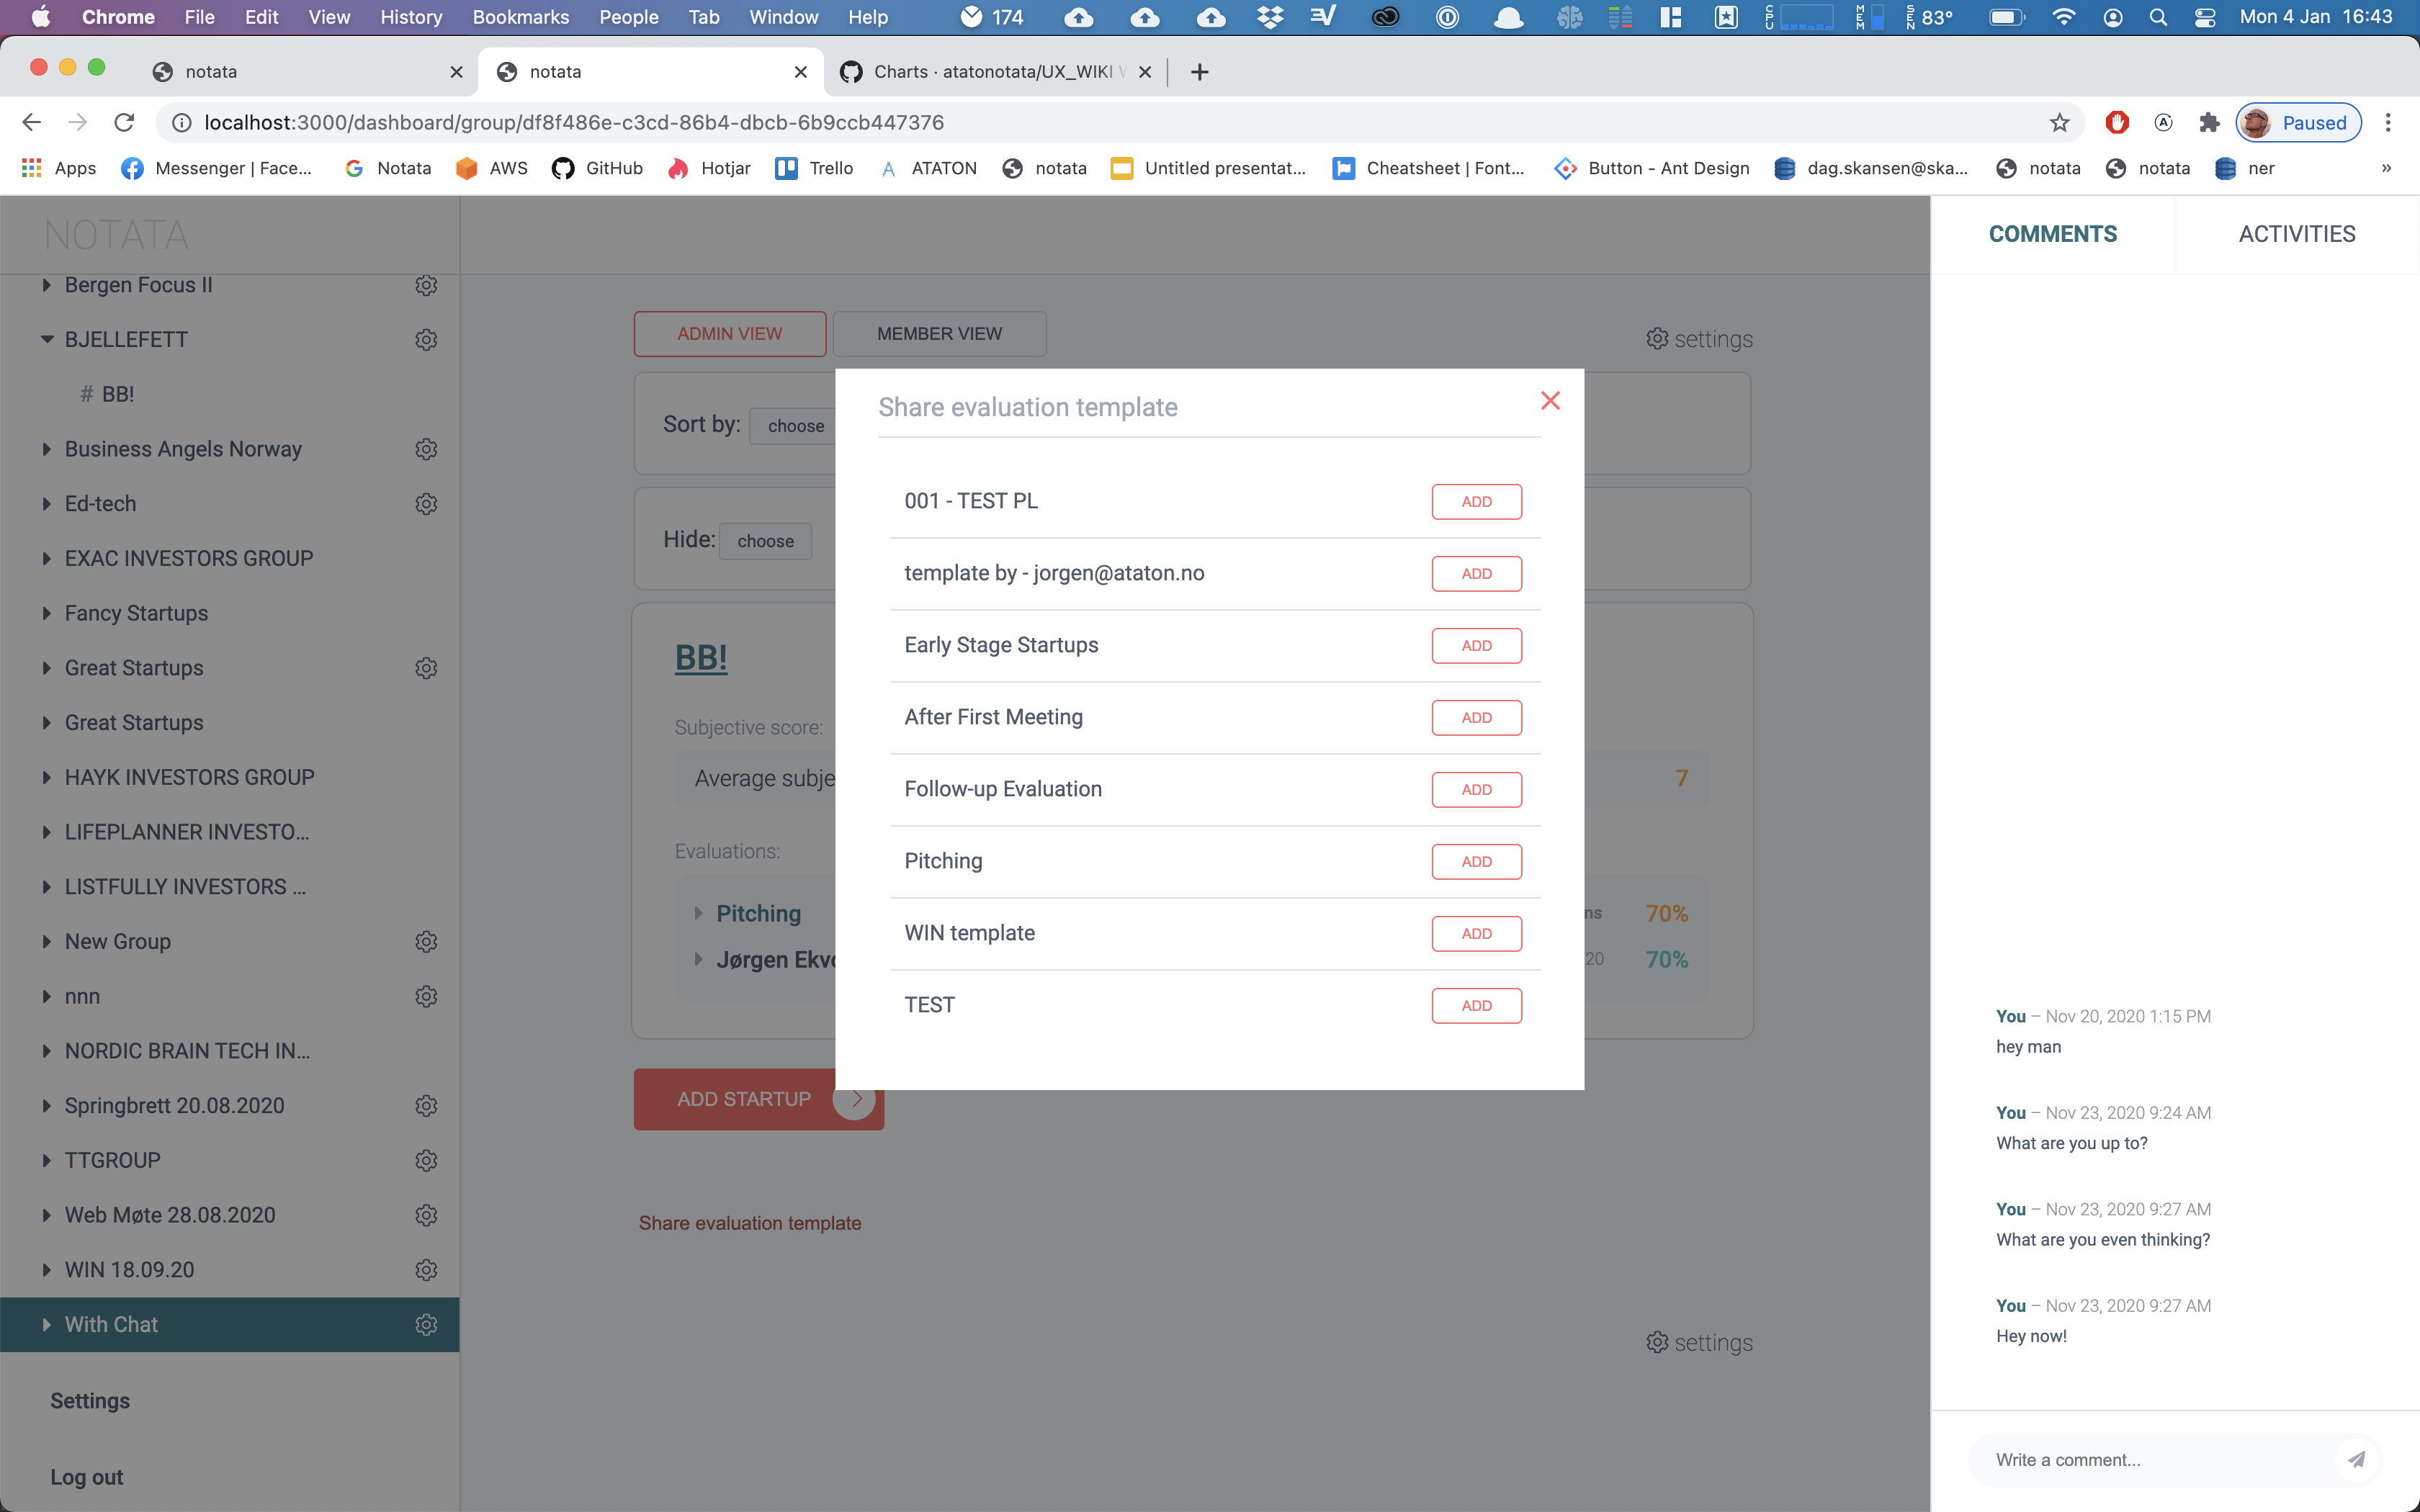 Chrome File Edit View History Bookmarks People Tab Window Help 174 CPU MEM SEN 83° Mon 4 Jan 16:43
notata notata Charts · atatonotata/UX_WIKI
localhost:3000/dashboard/group/df8f486e-c3cd-86b4-dbcb-6b9ccb447376 Paused
Apps Messenger | Face... Notata AWS GitHub Hotjar Trello ATATON notata Untitled presentat... Cheatsheet | Font... Button - Ant Design dag.skansen@ska... notata notata ner »
NOTATA
Bergen Focus II
BJELLEFETT
# BB!
Business Angels Norway
Ed-tech
EXAC INVESTORS GROUP
Fancy Startups
Great Startups
Great Startups
HAYK INVESTORS GROUP
LIFEPLANNER INVESTO...
LISTFULLY INVESTORS ...
New Group
nnn
NORDIC BRAIN TECH IN...
Springbrett 20.08.2020
TTGROUP
Web Møte 28.08.2020
WIN 18.09.20
With Chat
Settings
Log out
ADMIN VIEW MEMBER VIEW settings
Sort by: choose
Hide: choose
BB!
Subjective score:
Average subje 7
Evaluations:
Pitching ns 70%
Jørgen Ekvo 20 70%
ADD STARTUP
Share evaluation template
settings
Share evaluation template
001 - TEST PL ADD
template by - jorgen@ataton.no ADD
Early Stage Startups ADD
After First Meeting ADD
Follow-up Evaluation ADD
Pitching ADD
WIN template ADD
TEST ADD
COMMENTS ACTIVITIES
You – Nov 20, 2020 1:15 PM
hey man
You – Nov 23, 2020 9:24 AM
What are you up to?
You – Nov 23, 2020 9:27 AM
What are you even thinking?
You – Nov 23, 2020 9:27 AM
Hey now!
Write a comment...